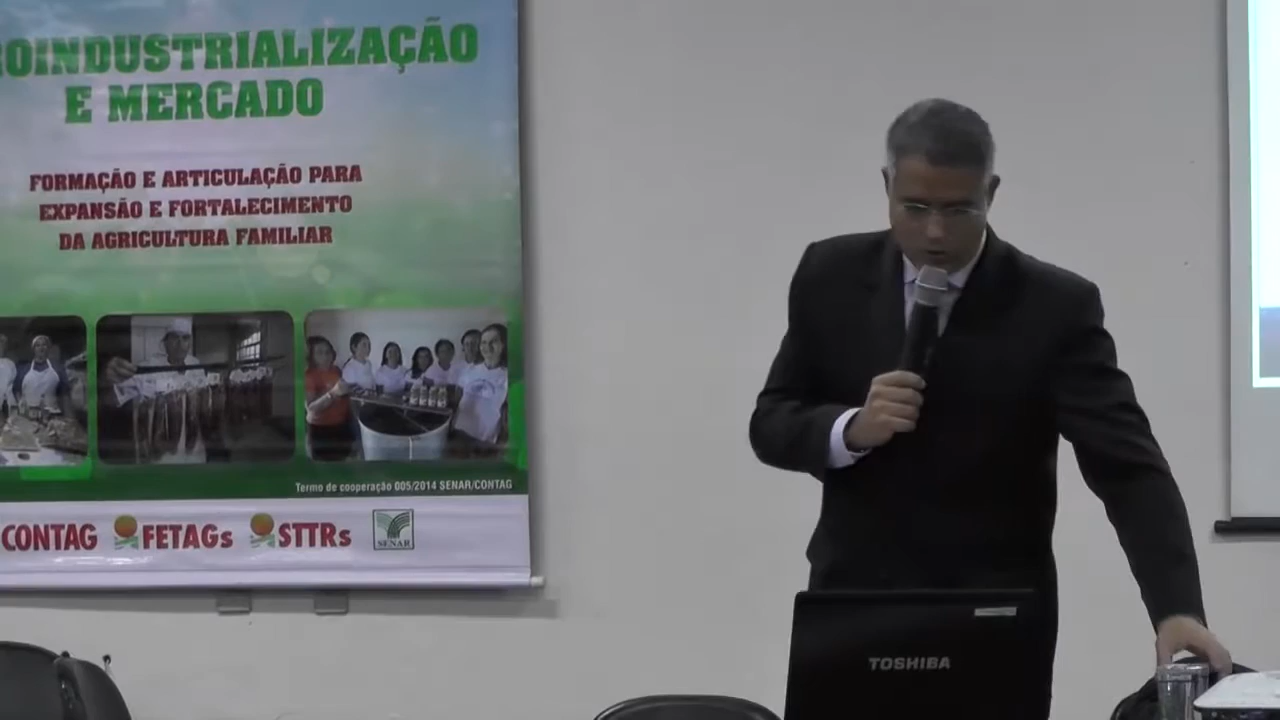 ROINDUSTRIALIZAÇÃO
E MERCADO
FORMAÇÃO E ARTICULAÇÃO PARA
EXPANSÃO E FORTALECIMENTO
DA AGRICULTURA FAMILIAR
Termo de cooperação 005/2014 SENAR/CONTAG
CONTAG FETAGs STTRs SENAR
TOSHIBA